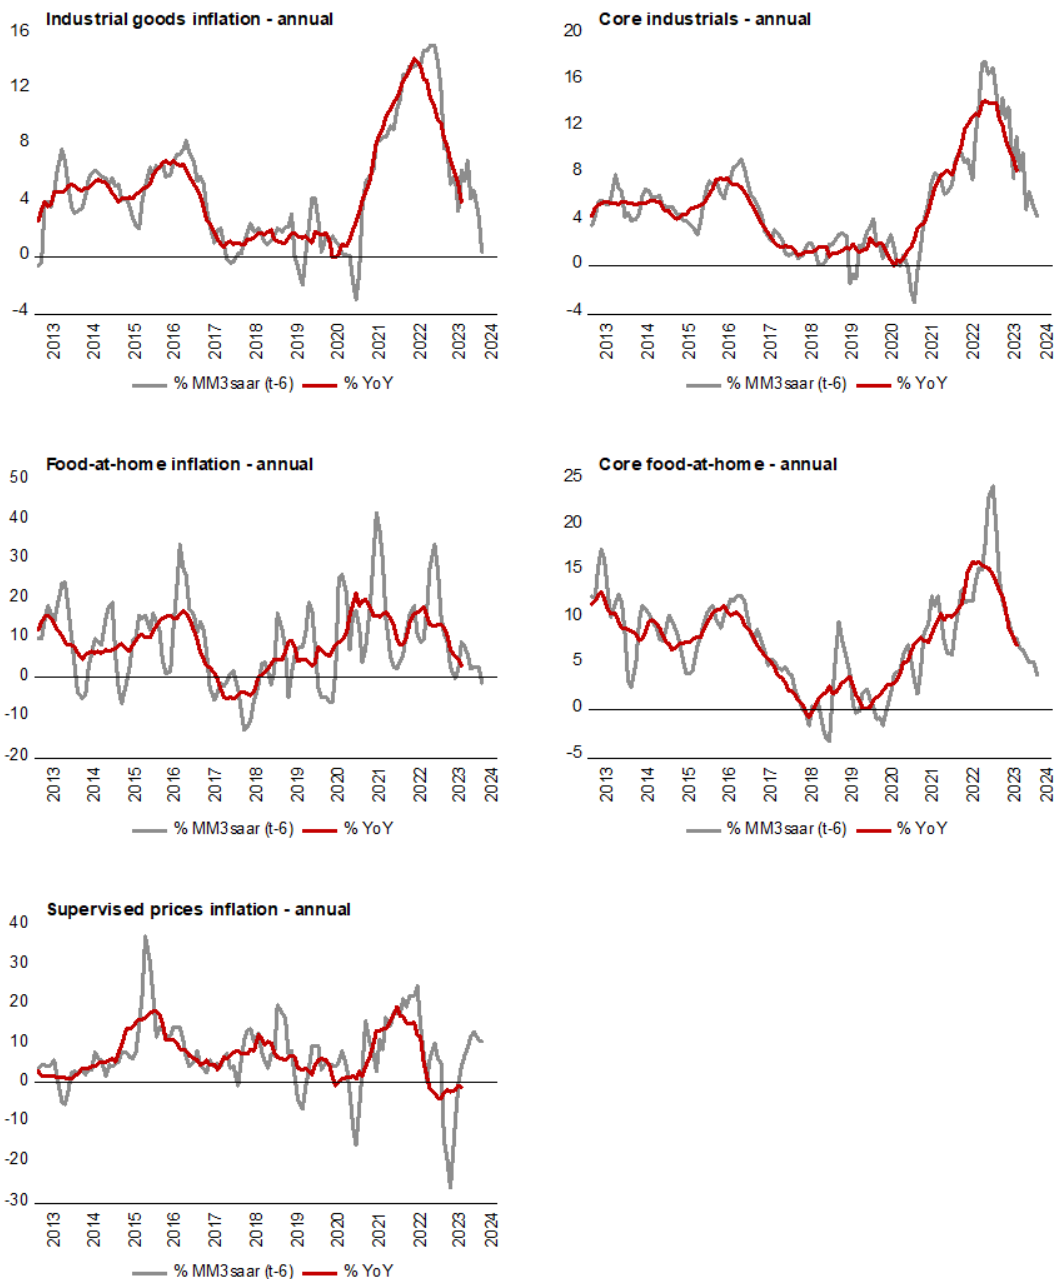 Industrial goods inflation - annual
16
12
8
4
0
-4
2013 2014 2015 2016 2017 2018 2019 2020 2021 2022 2023 2024
% MM3saar (t-6) % YoY
Core industrials - annual
20
16
12
8
4
0
-4
2013 2014 2015 2016 2017 2018 2019 2020 2021 2022 2023 2024
% MM3saar (t-6) % YoY
Food-at-home inflation - annual
50
40
30
20
10
0
-10
-20
2013 2014 2015 2016 2017 2018 2019 2020 2021 2022 2023 2024
% MM3saar (t-6) % YoY
Core food-at-home - annual
25
20
15
10
5
0
-5
2013 2014 2015 2016 2017 2018 2019 2020 2021 2022 2023 2024
% MM3saar (t-6) % YoY
Supervised prices inflation - annual
40
30
20
10
0
-10
-20
-30
2013 2014 2015 2016 2017 2018 2019 2020 2021 2022 2023 2024
% MM3saar (t-6) % YoY